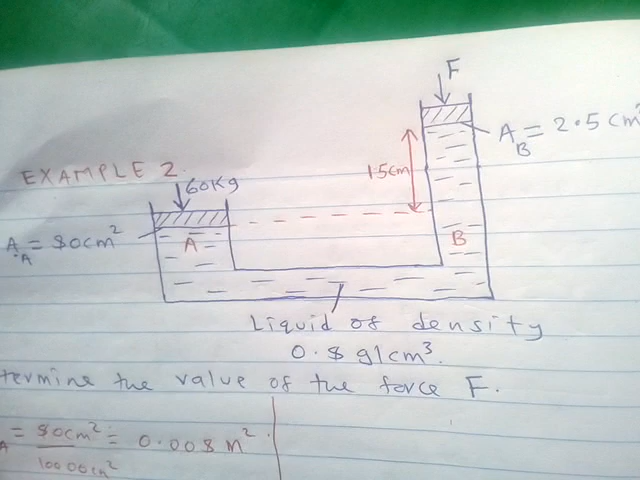 F
A_B = 2.5 cm²
15cm
EXAMPLE 2.
60Kg
A_A = 80cm²
A
B
Liquid of density
0.8 g/cm³.
termine the value of the force F.
A = 80cm² = 0.008 M².
10000cm²